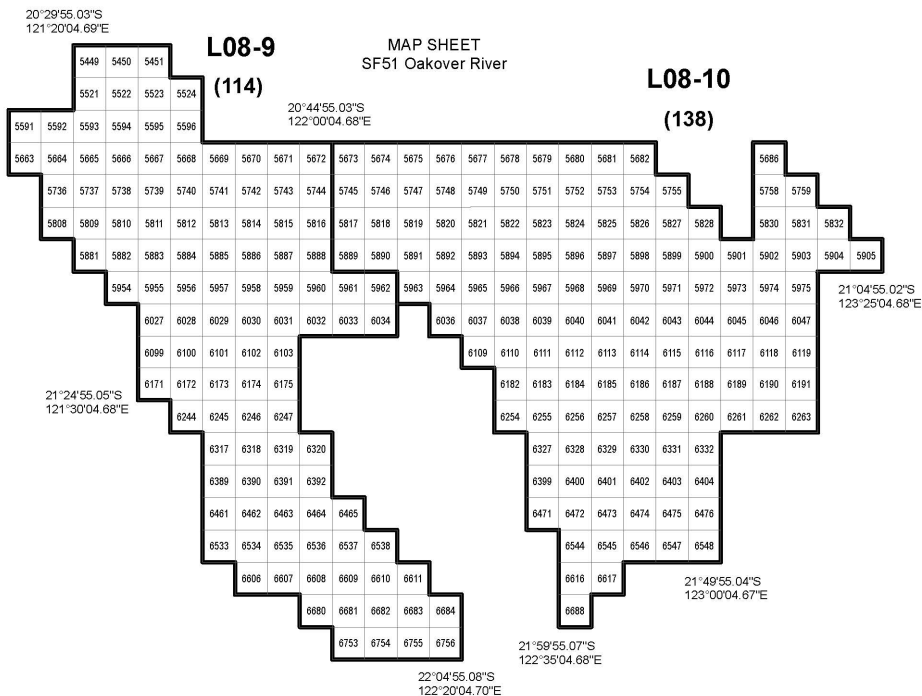 20°29'55.03"S
121°20'04.69"E
L08-9
(114)
MAP SHEET
SF51 Oakover River
L08-10
(138)
20°44'55.03"S
122°00'04.68"E
5449 5450 5451
5521 5522 5523 5524
5591 5592 5593 5594 5595 5596
5663 5664 5665 5666 5667 5668 5669 5670 5671 5672 5673 5674 5675 5676 5677 5678 5679 5680 5681 5682 5686
5736 5737 5738 5739 5740 5741 5742 5743 5744 5745 5746 5747 5748 5749 5750 5751 5752 5753 5754 5755 5758 5759
5808 5809 5810 5811 5812 5813 5814 5815 5816 5817 5818 5819 5820 5821 5822 5823 5824 5825 5826 5827 5828 5830 5831 5832
5881 5882 5883 5884 5885 5886 5887 5888 5889 5890 5891 5892 5893 5894 5895 5896 5897 5898 5899 5900 5901 5902 5903 5904 5905
5954 5955 5956 5957 5958 5959 5960 5961 5962 5963 5964 5965 5966 5967 5968 5969 5970 5971 5972 5973 5974 5975
21°04'55.02"S
123°25'04.68"E
6027 6028 6029 6030 6031 6032 6033 6034 6036 6037 6038 6039 6040 6041 6042 6043 6044 6045 6046 6047
6099 6100 6101 6102 6103 6109 6110 6111 6112 6113 6114 6115 6116 6117 6118 6119
6171 6172 6173 6174 6175 6182 6183 6184 6185 6186 6187 6188 6189 6190 6191
21°24'55.05"S
121°30'04.68"E
6244 6245 6246 6247 6254 6255 6256 6257 6258 6259 6260 6261 6262 6263
6317 6318 6319 6320 6327 6328 6329 6330 6331 6332
6389 6390 6391 6392 6399 6400 6401 6402 6403 6404
6461 6462 6463 6464 6465 6471 6472 6473 6474 6475 6476
6533 6534 6535 6536 6537 6538 6544 6545 6546 6547 6548
6606 6607 6608 6609 6610 6611 6616 6617
21°49'55.04"S
123°00'04.67"E
6680 6681 6682 6683 6684 6688
6753 6754 6755 6756
21°59'55.07"S
122°35'04.68"E
22°04'55.08"S
122°20'04.70"E